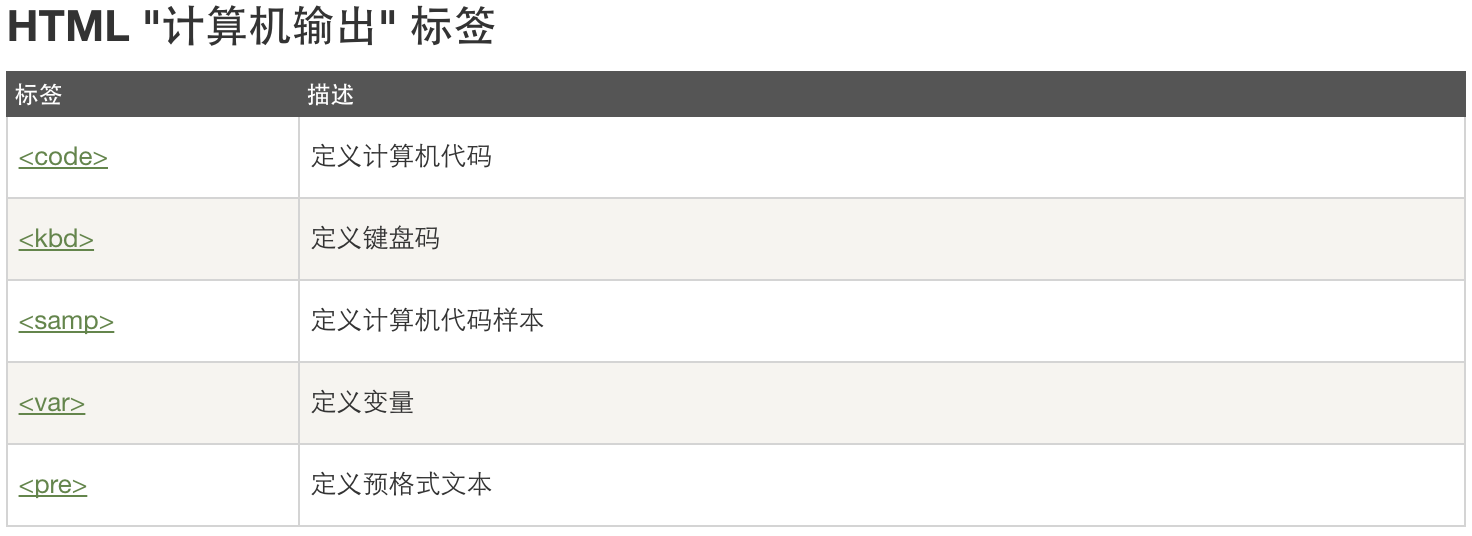 HTML "计算机输出" 标签
标签 描述
<code> 定义计算机代码
<kbd> 定义键盘码
<samp> 定义计算机代码样本
<var> 定义变量
<pre> 定义预格式文本